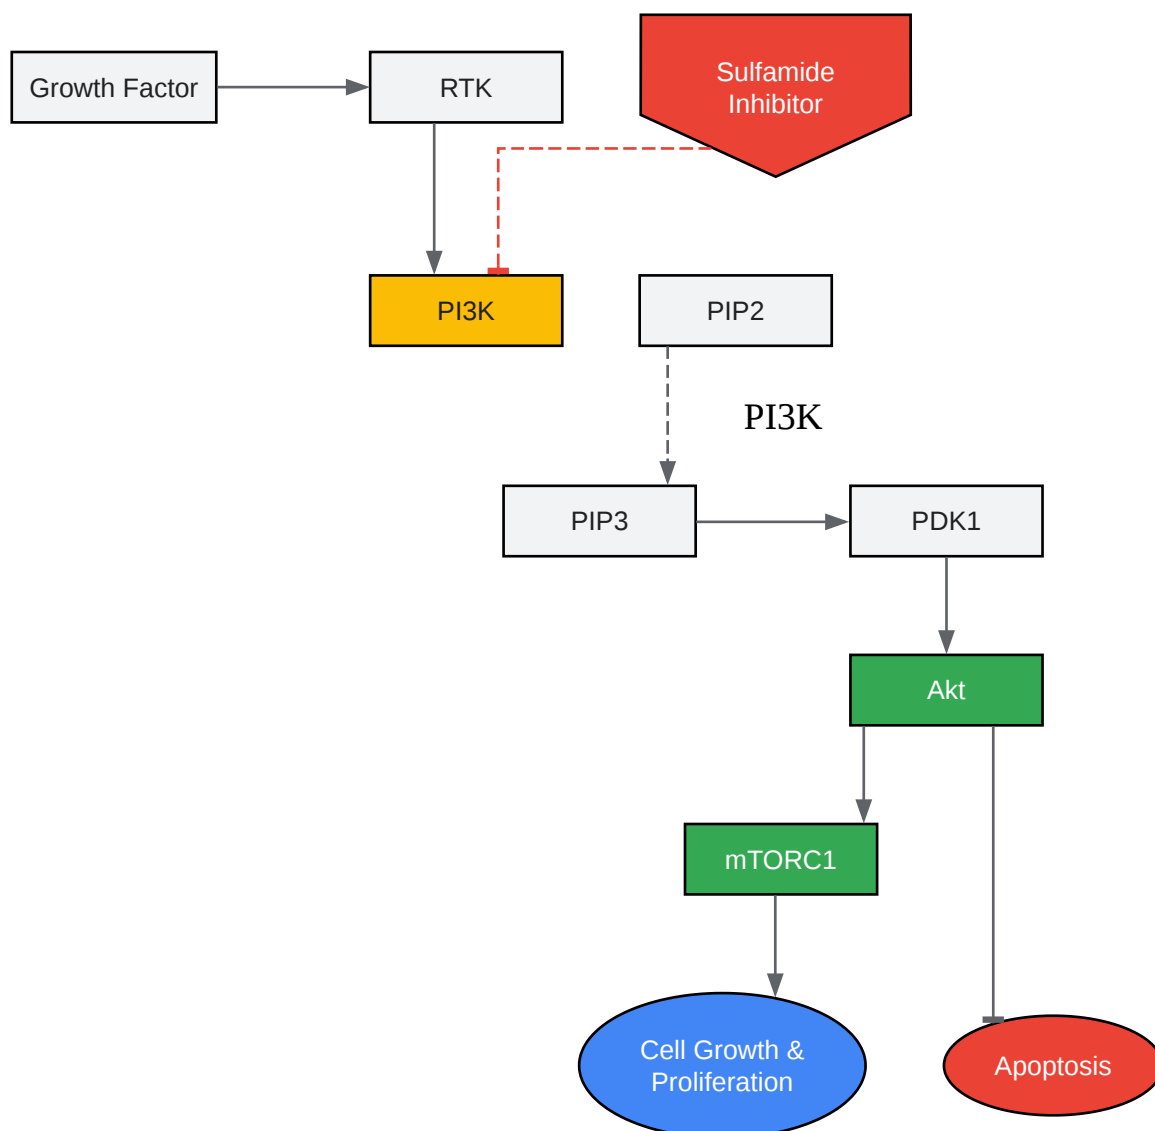 Growth Factor
RTK
Sulfamide
Inhibitor
PI3K
PIP2
PI3K
PIP3
PDK1
Akt
mTORC1
Cell Growth &
Proliferation
Apoptosis